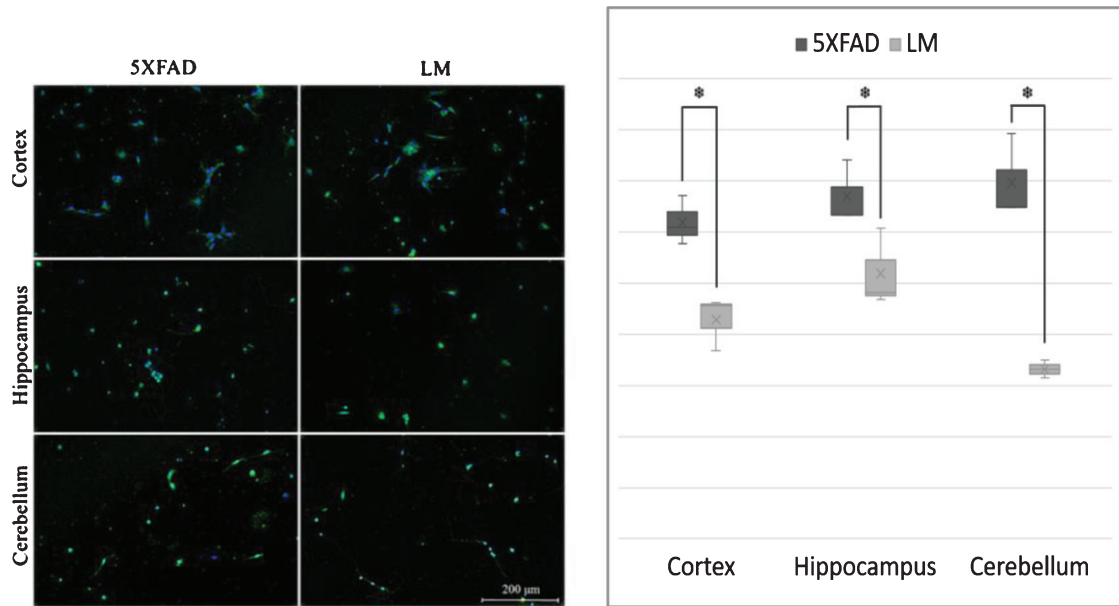 5XFAD LM
Cortex
Hippocampus
Cerebellum
200 μm
5XFAD LM
* * *
Cortex Hippocampus Cerebellum